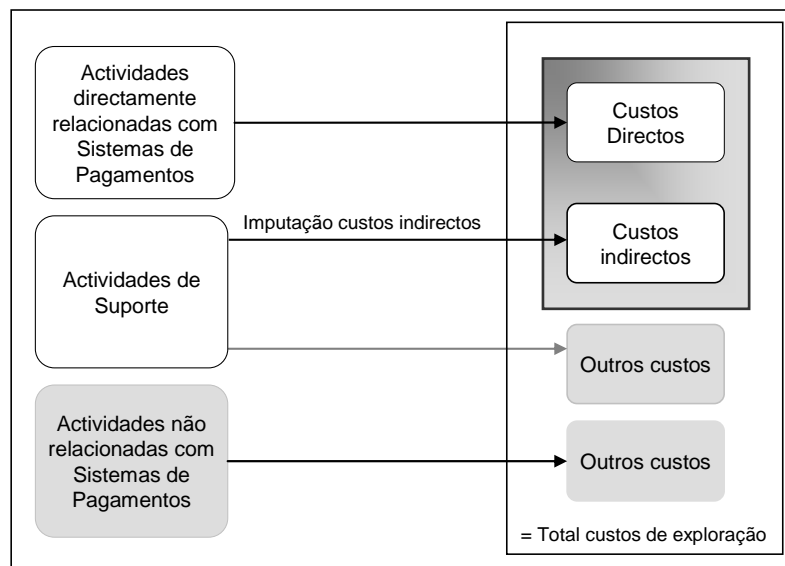 Actividades
directamente
relacionadas com
Sistemas de
Pagamentos
Custos
Directos
Imputação custos indirectos
Custos
indirectos
Actividades de
Suporte
Outros custos
Actividades não
relacionadas com
Sistemas de
Pagamentos
Outros custos
= Total custos de exploração